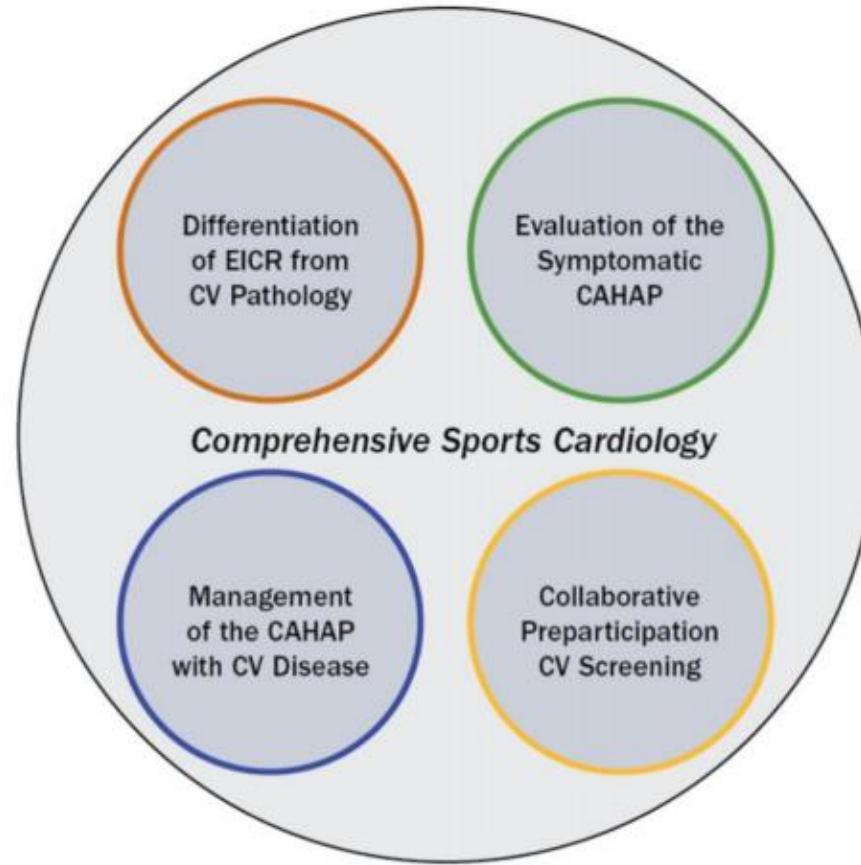 Differentiation
of EICR from
CV Pathology
Evaluation of the
Symptomatic
CAHAP
Comprehensive Sports Cardiology
Management
of the CAHAP
with CV Disease
Collaborative
Preparticipation
CV Screening